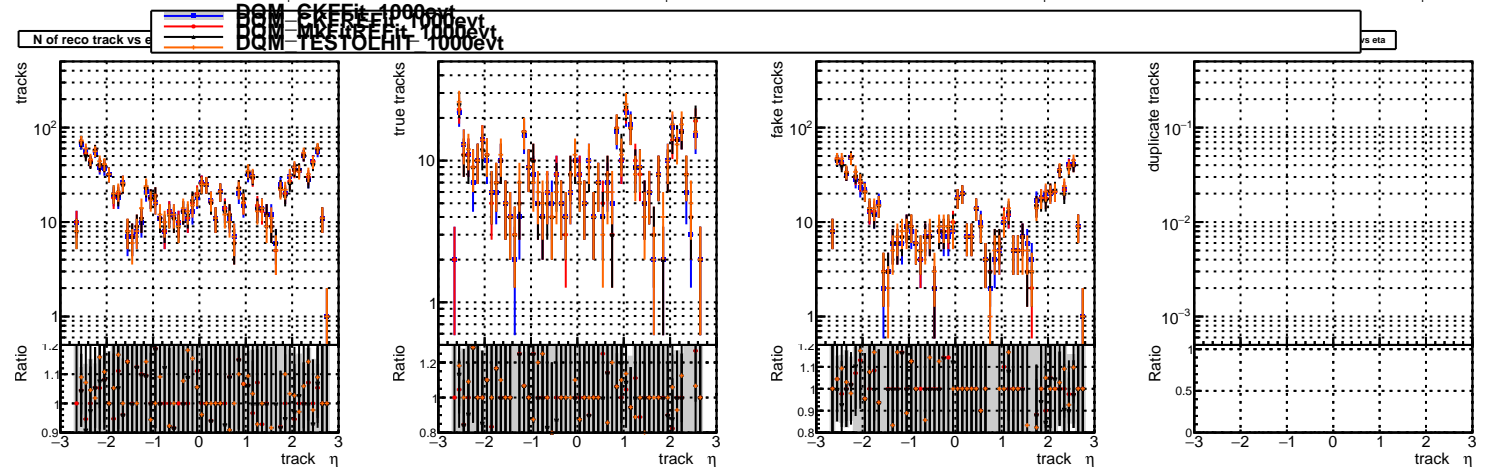 DQM_CKFFit_1000evt
DQM_CKFREFit_1000evt
DQM_MkFitREFit_1000evt
DQM_TESTOLHIT_1000evt
N of reco track vs e
vs eta
tracks
10²
10
1
Ratio
1.2
1.1
1
0.9
−3 −2 −1 0 1 2 3
track η
true tracks
10
1
Ratio
1.2
1
0.8
−3 −2 −1 0 1 2 3
track η
fake tracks
10²
10
1
Ratio
1.2
1.1
1
0.9
0.8
−3 −2 −1 0 1 2 3
track η
duplicate tracks
10⁻¹
10⁻²
10⁻³
Ratio
1
0.5
0
−3 −2 −1 0 1 2 3
track η